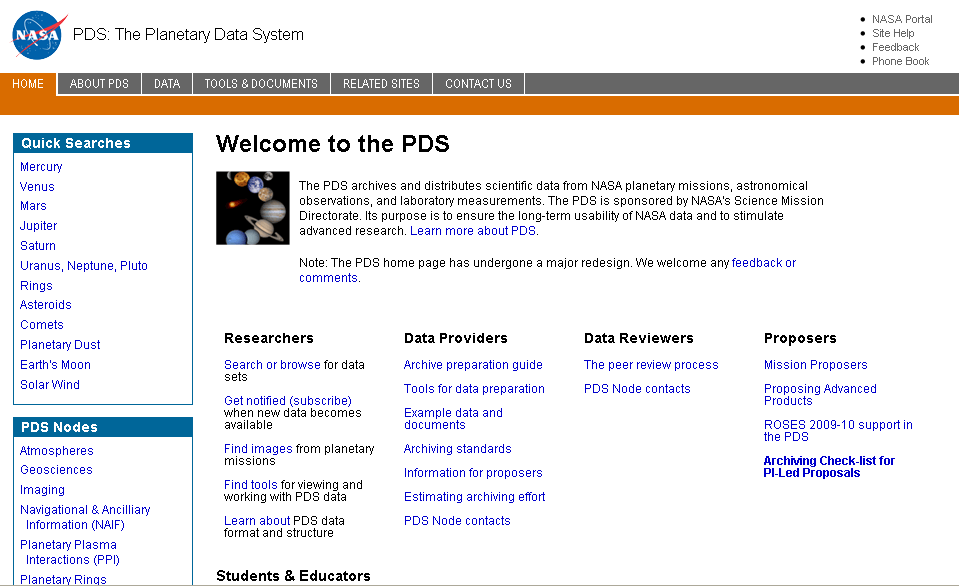 NASA
PDS: The Planetary Data System
NASA Portal
Site Help
Feedback
Phone Book
HOME
ABOUT PDS
DATA
TOOLS & DOCUMENTS
RELATED SITES
CONTACT US
Quick Searches
Mercury
Venus
Mars
Jupiter
Saturn
Uranus, Neptune, Pluto
Rings
Asteroids
Comets
Planetary Dust
Earth's Moon
Solar Wind
PDS Nodes
Atmospheres
Geosciences
Imaging
Navigational & Ancilliary
Information (NAIF)
Planetary Plasma
Interactions (PPI)
Planetary Rings
Welcome to the PDS
The PDS archives and distributes scientific data from NASA planetary missions, astronomical
observations, and laboratory measurements. The PDS is sponsored by NASA's Science Mission
Directorate. Its purpose is to ensure the long-term usability of NASA data and to stimulate
advanced research. Learn more about PDS.
Note: The PDS home page has undergone a major redesign. We welcome any feedback or
comments.
Researchers
Search or browse for data
sets
Get notified (subscribe)
when new data becomes
available
Find images from planetary
missions
Find tools for viewing and
working with PDS data
Learn about PDS data
format and structure
Data Providers
Archive preparation guide
Tools for data preparation
Example data and
documents
Archiving standards
Information for proposers
Estimating archiving effort
PDS Node contacts
Data Reviewers
The peer review process
PDS Node contacts
Proposers
Mission Proposers
Proposing Advanced
Products
ROSES 2009-10 support in
the PDS
Archiving Check-list for
PI-Led Proposals
Students & Educators